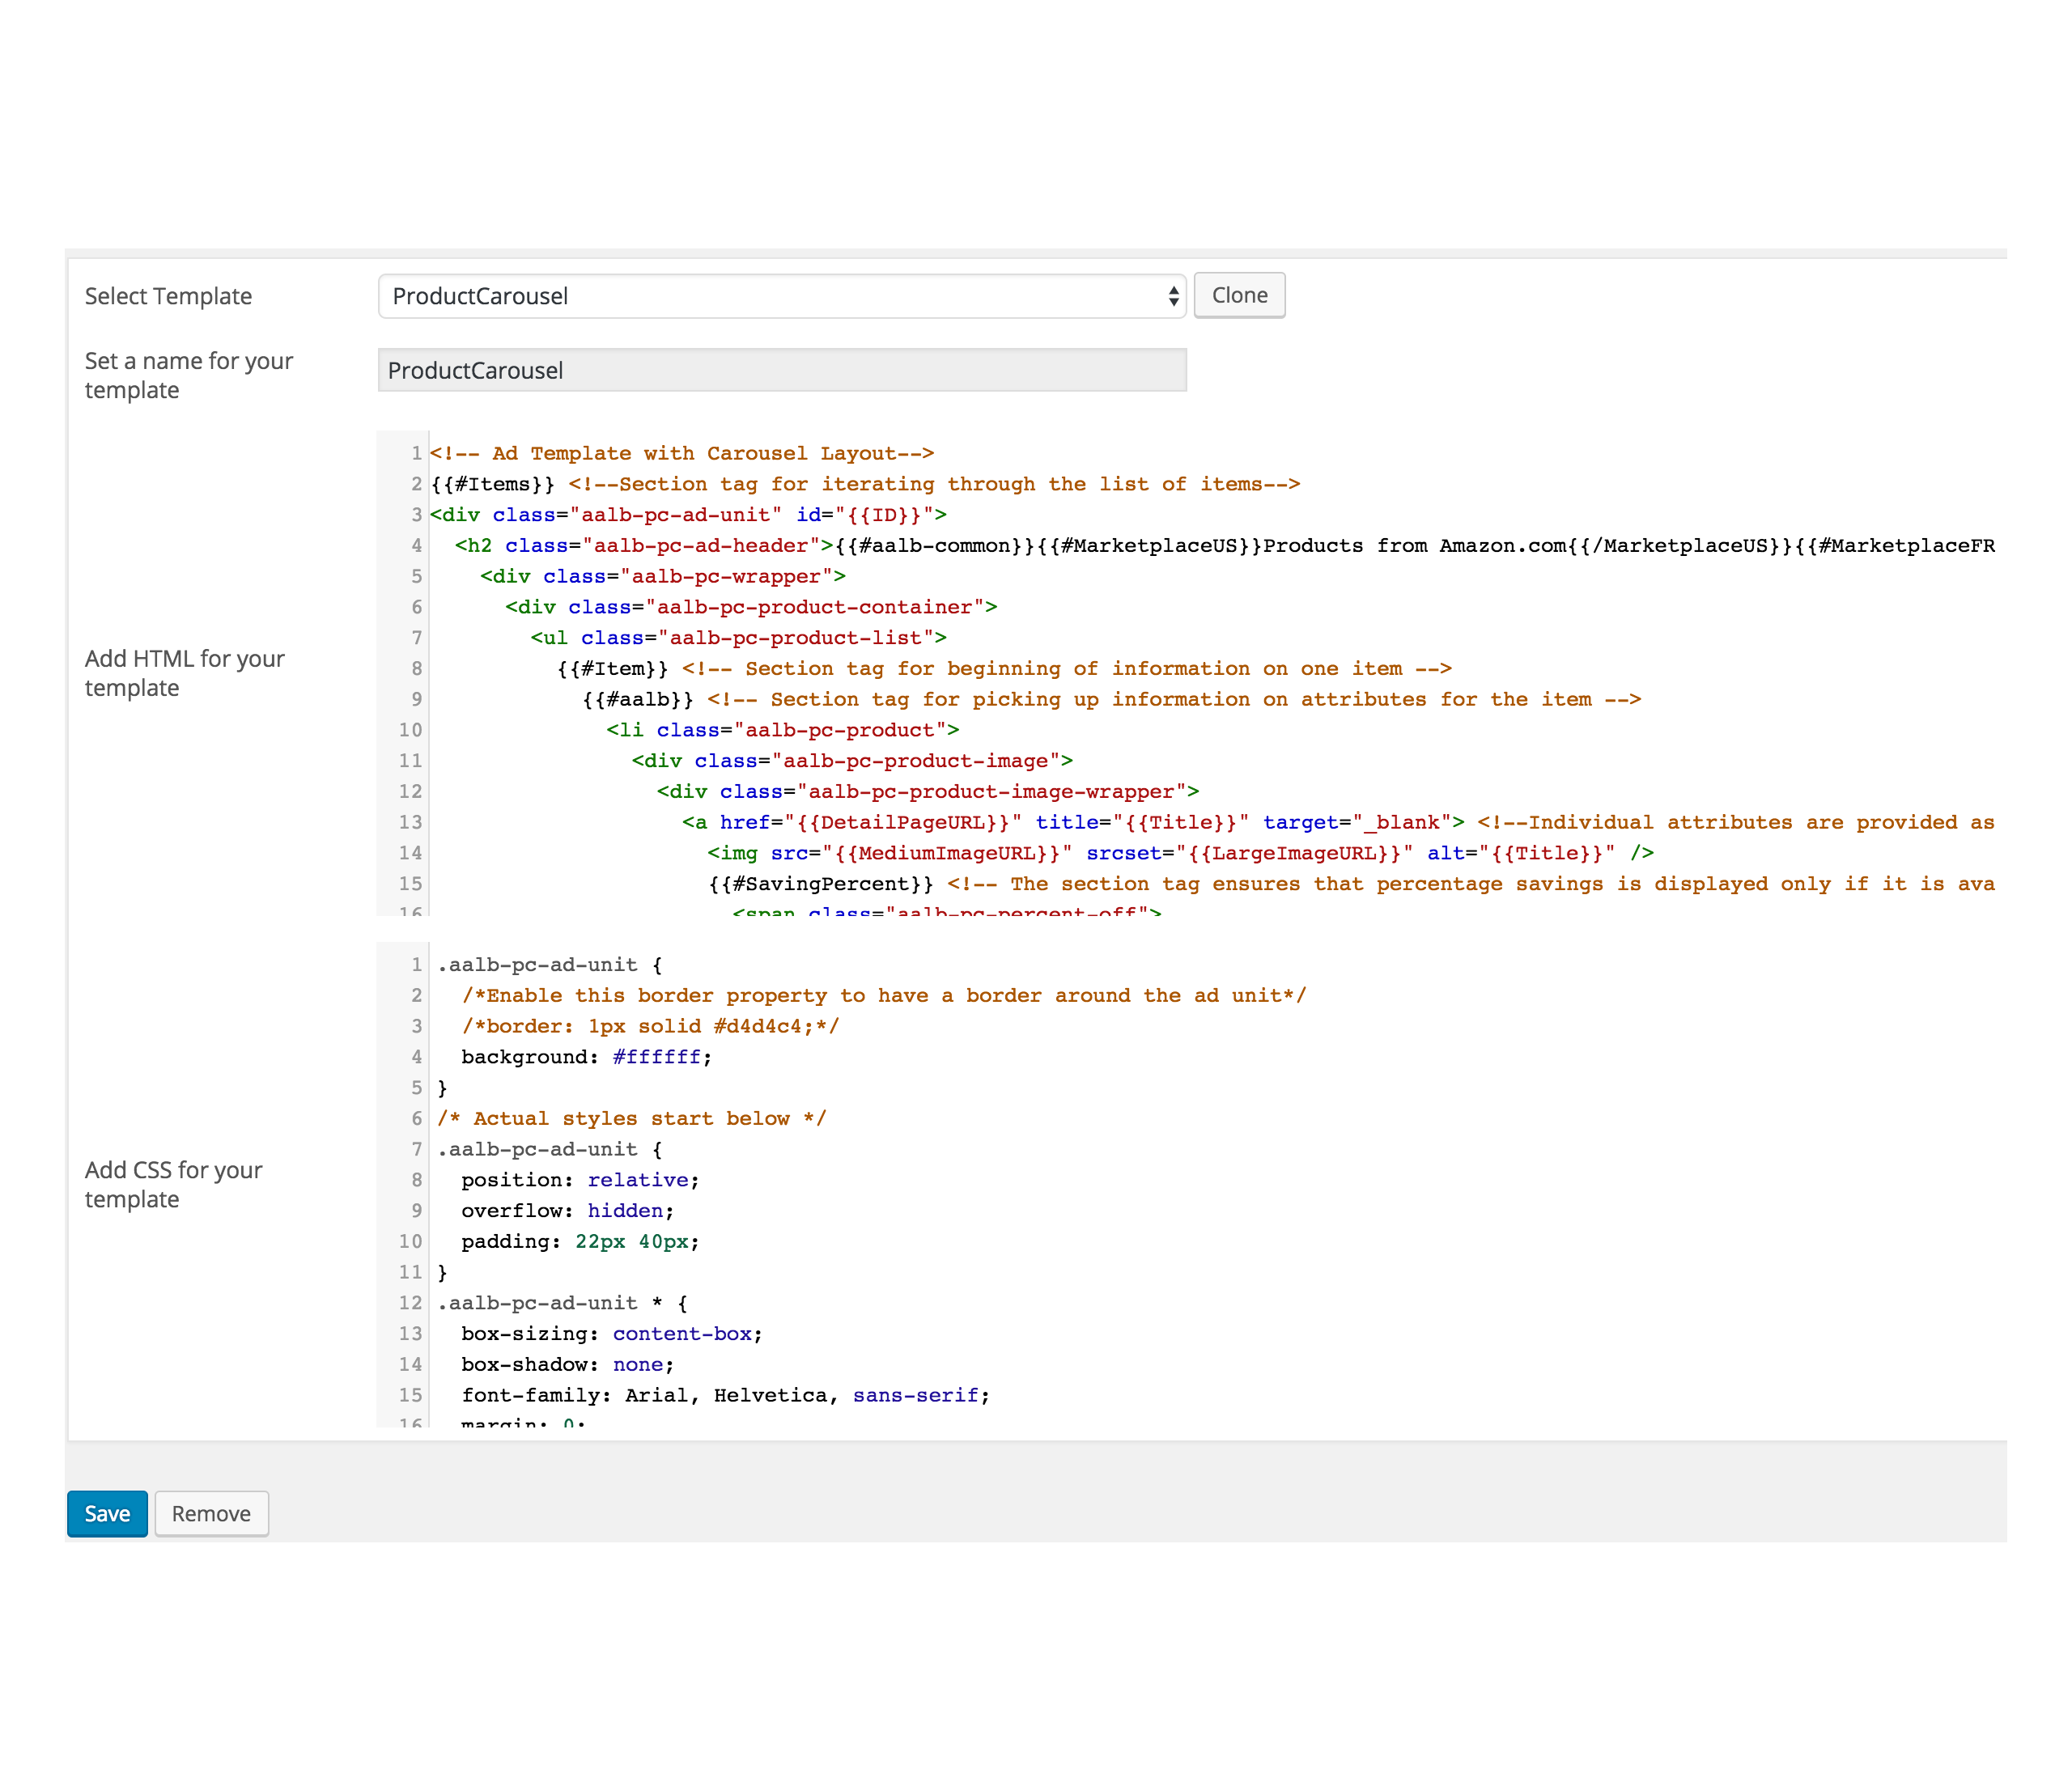 Select Template
ProductCarousel
Clone
Set a name for your
template
ProductCarousel
Add HTML for your
template
1 <!-- Ad Template with Carousel Layout-->
2 {{#Items}} <!--Section tag for iterating through the list of items-->
3 <div class="aalb-pc-ad-unit" id="{{ID}}">
4 <h2 class="aalb-pc-ad-header">{{#aalb-common}}{{#MarketplaceUS}}Products from Amazon.com{{/MarketplaceUS}}{{#MarketplaceFR
5 <div class="aalb-pc-wrapper">
6 <div class="aalb-pc-product-container">
7 <ul class="aalb-pc-product-list">
8 {{#Item}} <!-- Section tag for beginning of information on one item -->
9 {{#aalb}} <!-- Section tag for picking up information on attributes for the item -->
10 <li class="aalb-pc-product">
11 <div class="aalb-pc-product-image">
12 <div class="aalb-pc-product-image-wrapper">
13 <a href="{{DetailPageURL}}" title="{{Title}}" target="_blank"> <!--Individual attributes are provided as
14 <img src="{{MediumImageURL}}" srcset="{{LargeImageURL}}" alt="{{Title}}" />
15 {{#SavingPercent}} <!-- The section tag ensures that percentage savings is displayed only if it is ava
16 <span class="aalb-pc-percent-off">
Add CSS for your
template
1 .aalb-pc-ad-unit {
2 /*Enable this border property to have a border around the ad unit*/
3 /*border: 1px solid #d4d4c4;*/
4 background: #ffffff;
5 }
6 /* Actual styles start below */
7 .aalb-pc-ad-unit {
8 position: relative;
9 overflow: hidden;
10 padding: 22px 40px;
11 }
12 .aalb-pc-ad-unit * {
13 box-sizing: content-box;
14 box-shadow: none;
15 font-family: Arial, Helvetica, sans-serif;
16 margin: 0;
Save
Remove